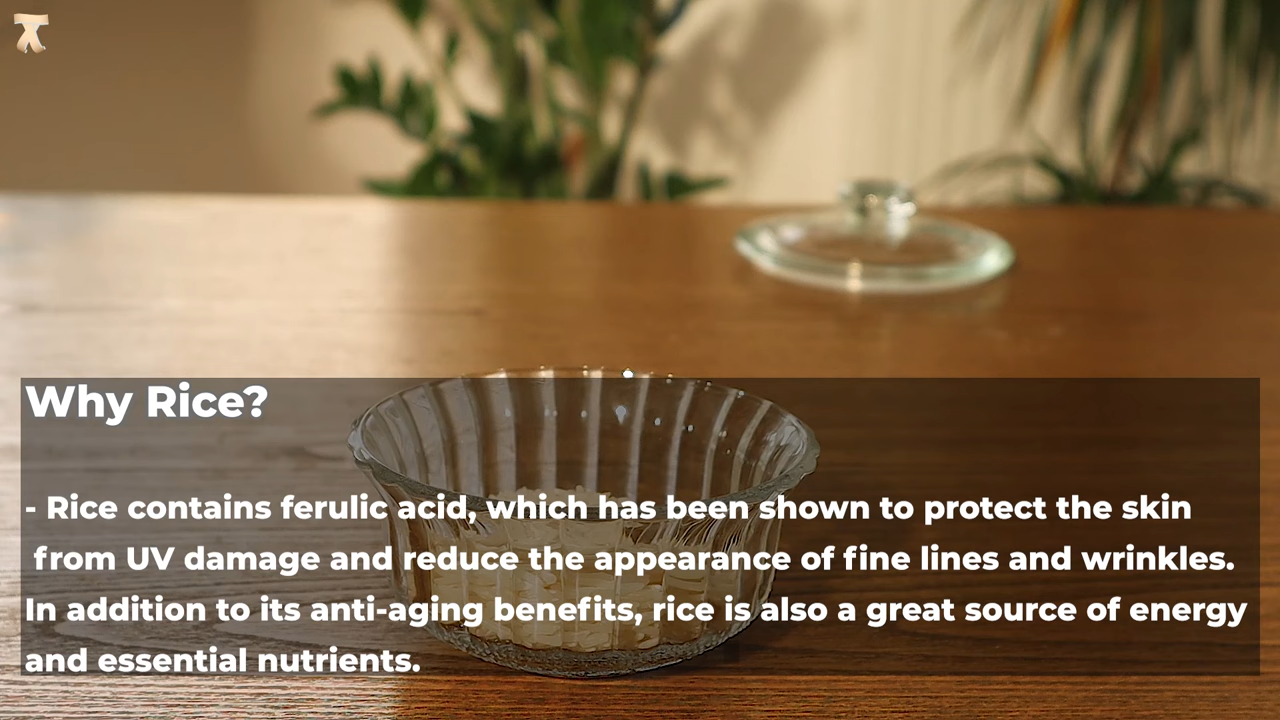 Why Rice?
- Rice contains ferulic acid, which has been shown to protect the skin
from UV damage and reduce the appearance of fine lines and wrinkles.
In addition to its anti-aging benefits, rice is also a great source of energy
and essential nutrients.